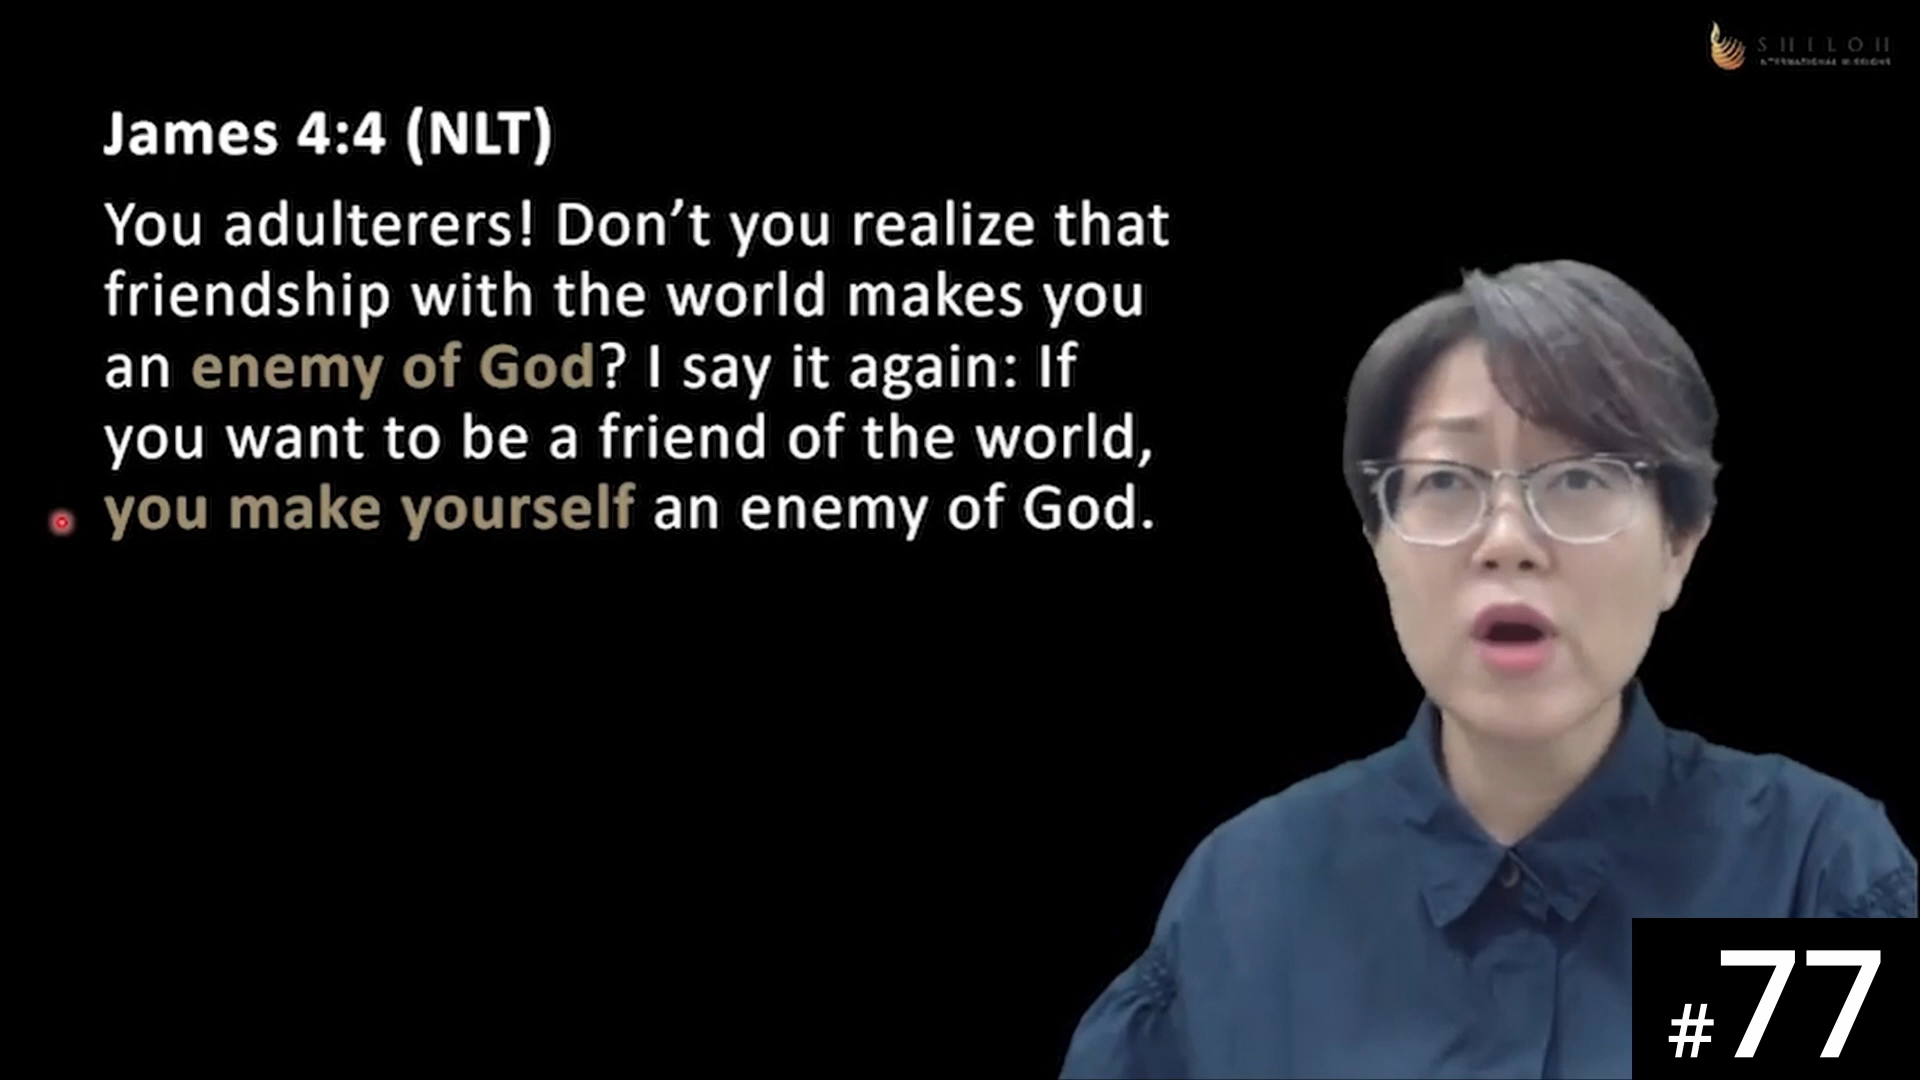 SHILOH
INTERNATIONAL MISSIONS
James 4:4 (NLT)
You adulterers! Don’t you realize that
friendship with the world makes you
an enemy of God? I say it again: If
you want to be a friend of the world,
you make yourself an enemy of God.
#77